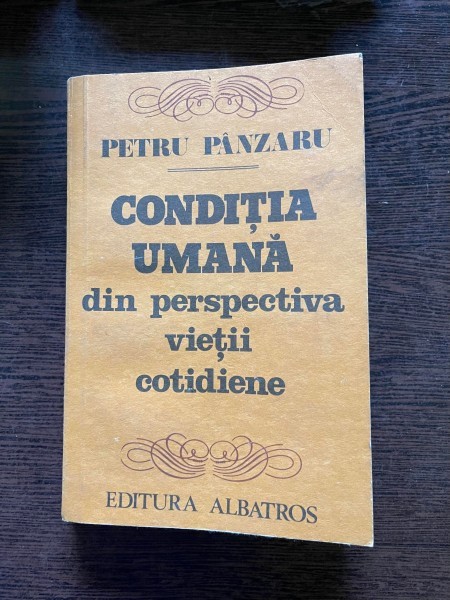 PETRU PÂNZARU
CONDIȚIA
UMANĂ
din perspectiva
vieții
cotidiene
EDITURA ALBATROS